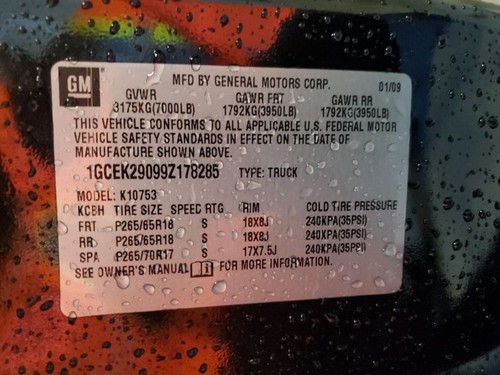 GM
MFD BY GENERAL MOTORS CORP. 01/09
GVWR GAWR FRT GAWR RR
3175KG(7000LB) 1792KG(3950LB) 1792KG(3950LB)
THIS VEHICLE CONFORMS TO ALL APPLICABLE U.S. FEDERAL MOTOR
VEHICLE SAFETY STANDARDS IN EFFECT ON THE DATE OF
MANUFACTURE SHOWN ABOVE.
1GCEK29099Z178285 TYPE: TRUCK
MODEL: K10753
KCBH TIRE SIZE SPEED RTG RIM COLD TIRE PRESSURE
FRT P265/65R18 S 18X8J 240KPA(35PSI)
RR P265/65R18 S 18X8J 240KPA(35PSI)
SPA P265/70R17 S 17X7.5J 240KPA(35PSI)
SEE OWNER'S MANUAL FOR MORE INFORMATION.